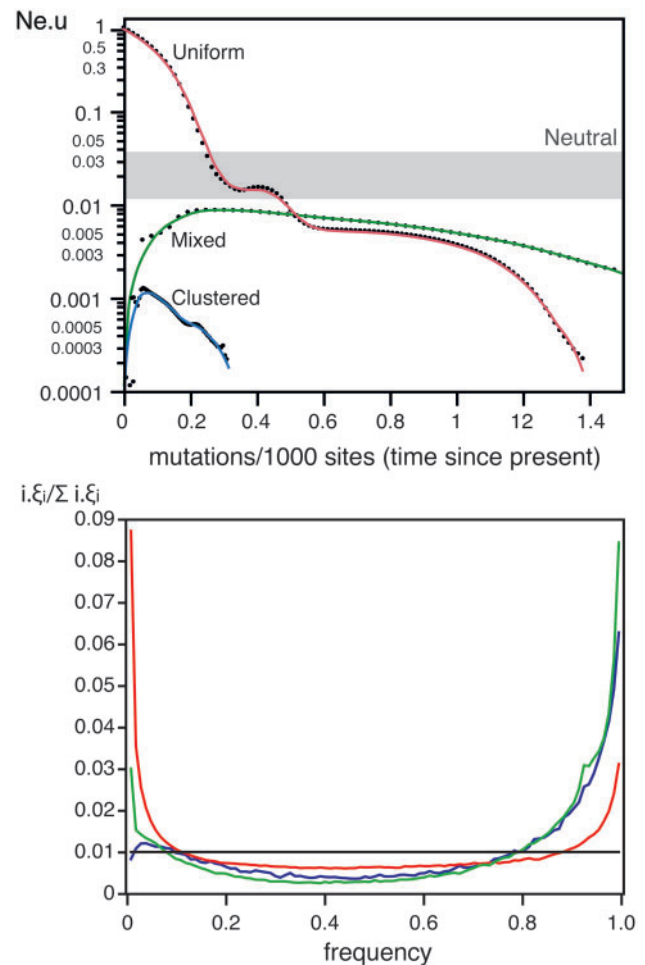 Ne.u
1
0.5
0.3
Uniform
0.1
0.05
Neutral
0.03
0.01
0.005
Mixed
0.003
0.001
Clustered
0.0005
0.0003
0.0001
0 0.2 0.4 0.6 0.8 1 12 1.4
mutations/1000 sites (time since present)
i.ξi/Σ i.ξi
0.09
0.08
0.07
0.06
0.05
0.04
0.03
0.02
0.01
0
0 0.2 0.4 0.6 0.8 1.0
frequency